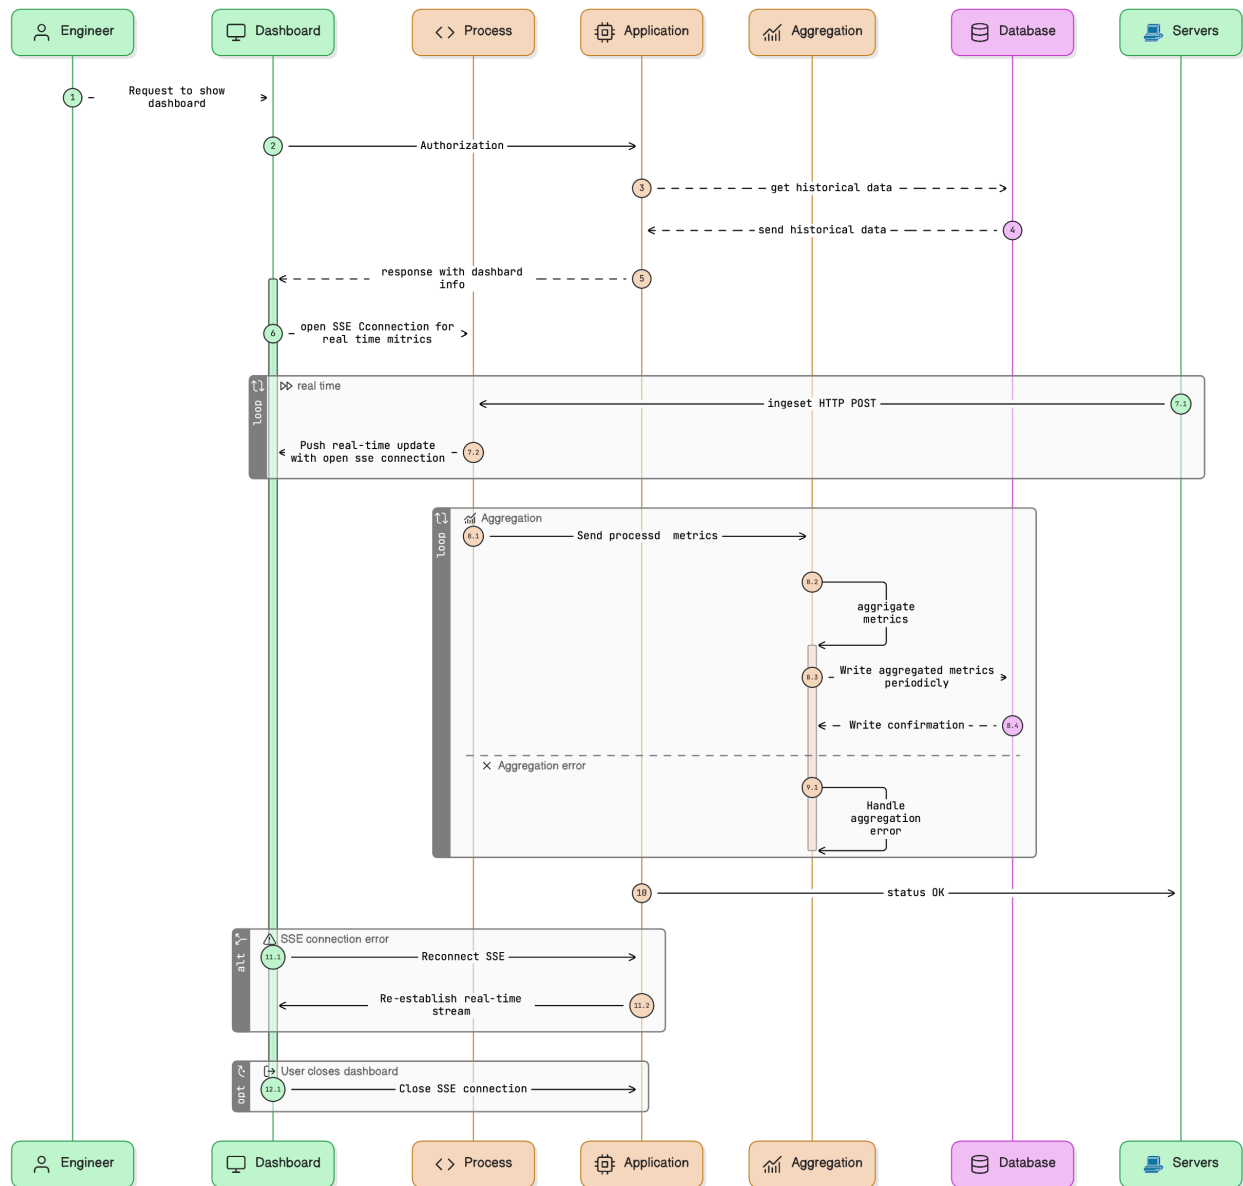 Engineer
Dashboard
Process
Application
Aggregation
Database
Servers
1
Request to show
dashboard
2
Authorization
3
get historical data
4
send historical data
5
response with dashbard
info
6
open SSE Cconnection for
real time mitrics
loop
real time
7.1
ingeset HTTP POST
7.2
Push real-time update
with open sse connection
loop
Aggregation
8.1
Send processd  metrics
8.2
aggrigate
metrics
8.3
Write aggregated metrics
periodicly
8.4
Write confirmation
Aggregation error
9.1
Handle
aggregation
error
10
status OK
alt
SSE connection error
11.1
Reconnect SSE
11.2
Re-establish real-time
stream
opt
User closes dashboard
12.1
Close SSE connection
Engineer
Dashboard
Process
Application
Aggregation
Database
Servers